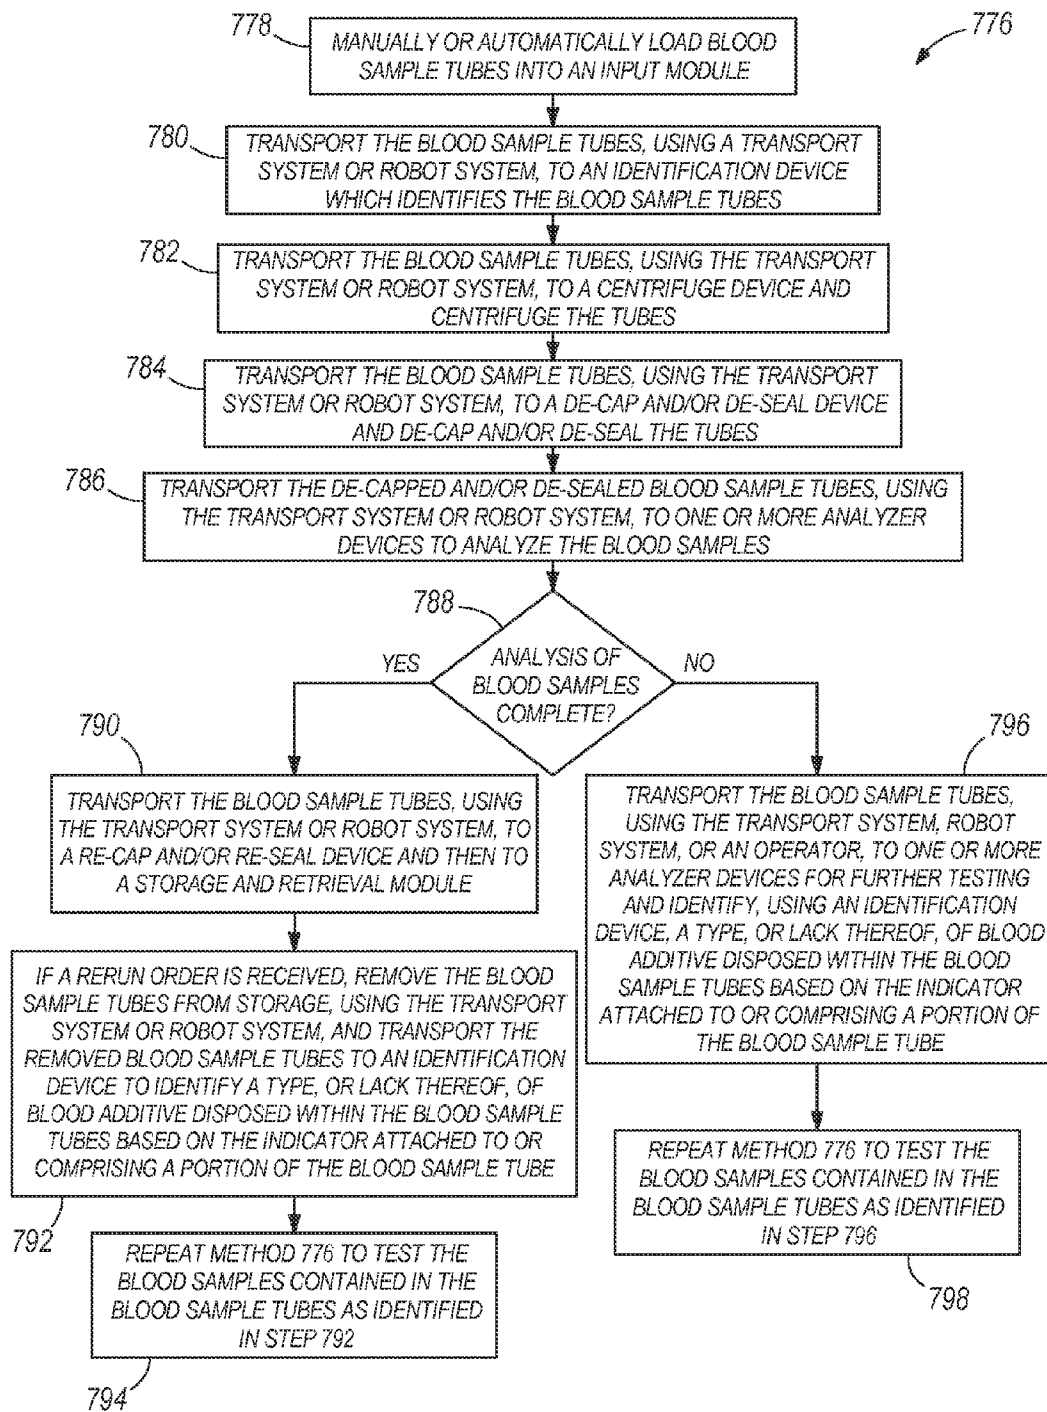 778
776
MANUALLY OR AUTOMATICALLY LOAD BLOOD
SAMPLE TUBES INTO AN INPUT MODULE
780
TRANSPORT THE BLOOD SAMPLE TUBES, USING A TRANSPORT
SYSTEM OR ROBOT SYSTEM, TO AN IDENTIFICATION DEVICE
WHICH IDENTIFIES THE BLOOD SAMPLE TUBES
782
TRANSPORT THE BLOOD SAMPLE TUBES, USING THE TRANSPORT
SYSTEM OR ROBOT SYSTEM, TO A CENTRIFUGE DEVICE AND
CENTRIFUGE THE TUBES
784
TRANSPORT THE BLOOD SAMPLE TUBES, USING THE TRANSPORT
SYSTEM OR ROBOT SYSTEM, TO A DE-CAP AND/OR DE-SEAL DEVICE
AND DE-CAP AND/OR DE-SEAL THE TUBES
786
TRANSPORT THE DE-CAPPED AND/OR DE-SEALED BLOOD SAMPLE TUBES, USING
THE TRANSPORT SYSTEM OR ROBOT SYSTEM, TO ONE OR MORE ANALYZER
DEVICES TO ANALYZE THE BLOOD SAMPLES
788
YES
NO
ANALYSIS OF
BLOOD SAMPLES
COMPLETE?
790
TRANSPORT THE BLOOD SAMPLE TUBES, USING
THE TRANSPORT SYSTEM OR ROBOT SYSTEM, TO
A RE-CAP AND/OR RE-SEAL DEVICE AND THEN TO
A STORAGE AND RETRIEVAL MODULE
IF A RERUN ORDER IS RECEIVED, REMOVE THE BLOOD
SAMPLE TUBES FROM STORAGE, USING THE TRANSPORT
SYSTEM OR ROBOT SYSTEM, AND TRANSPORT THE
REMOVED BLOOD SAMPLE TUBES TO AN IDENTIFICATION
DEVICE TO IDENTIFY A TYPE, OR LACK THEREOF, OF
BLOOD ADDITIVE DISPOSED WITHIN THE BLOOD SAMPLE
TUBES BASED ON THE INDICATOR ATTACHED TO OR
COMPRISING A PORTION OF THE BLOOD SAMPLE TUBE
792
REPEAT METHOD 776 TO TEST THE
BLOOD SAMPLES CONTAINED IN THE
BLOOD SAMPLE TUBES AS IDENTIFIED
IN STEP 792
794
796
TRANSPORT THE BLOOD SAMPLE TUBES,
USING THE TRANSPORT SYSTEM, ROBOT
SYSTEM, OR AN OPERATOR, TO ONE OR MORE
ANALYZER DEVICES FOR FURTHER TESTING
AND IDENTIFY, USING AN IDENTIFICATION
DEVICE, A TYPE, OR LACK THEREOF, OF BLOOD
ADDITIVE DISPOSED WITHIN THE BLOOD
SAMPLE TUBES BASED ON THE INDICATOR
ATTACHED TO OR COMPRISING A PORTION OF
THE BLOOD SAMPLE TUBE
REPEAT METHOD 776 TO TEST THE
BLOOD SAMPLES CONTAINED IN THE
BLOOD SAMPLE TUBES AS IDENTIFIED
IN STEP 796
798